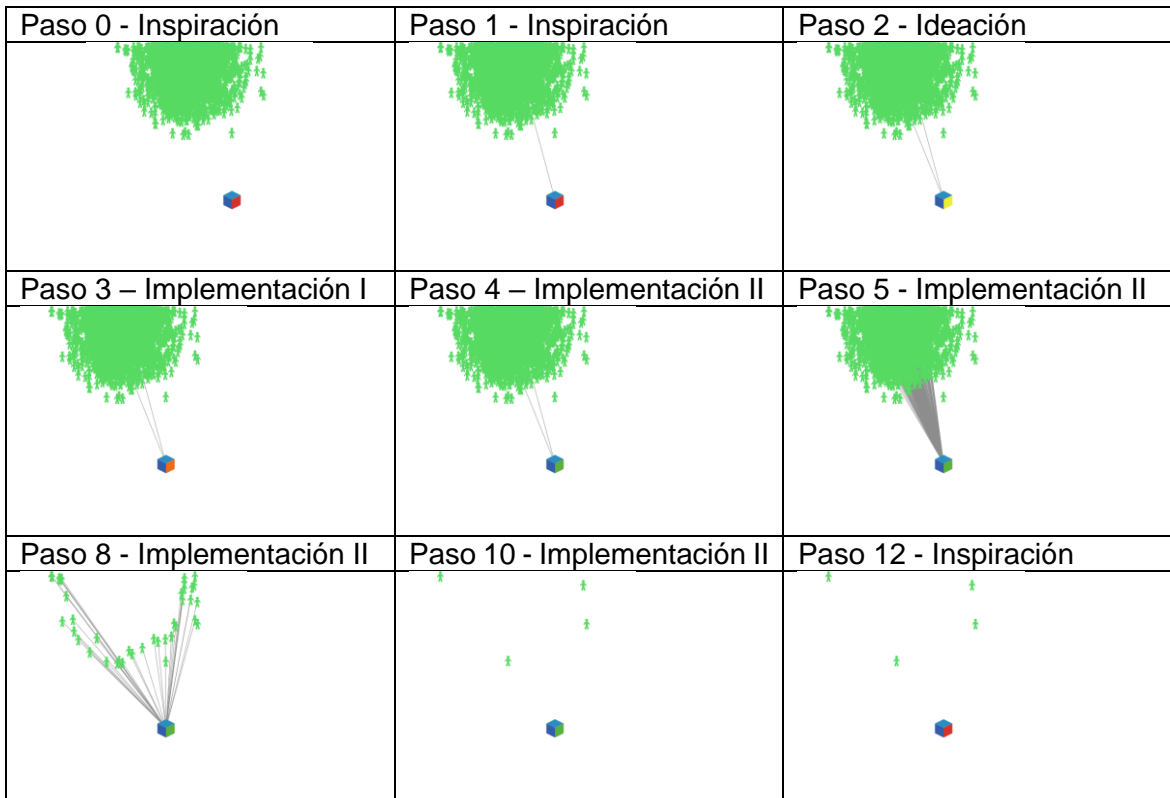 Paso 0 - Inspiración
Paso 1 - Inspiración
Paso 2 - Ideación
Paso 3 – Implementación I
Paso 4 – Implementación II
Paso 5 - Implementación II
Paso 8 - Implementación II
Paso 10 - Implementación II
Paso 12 - Inspiración